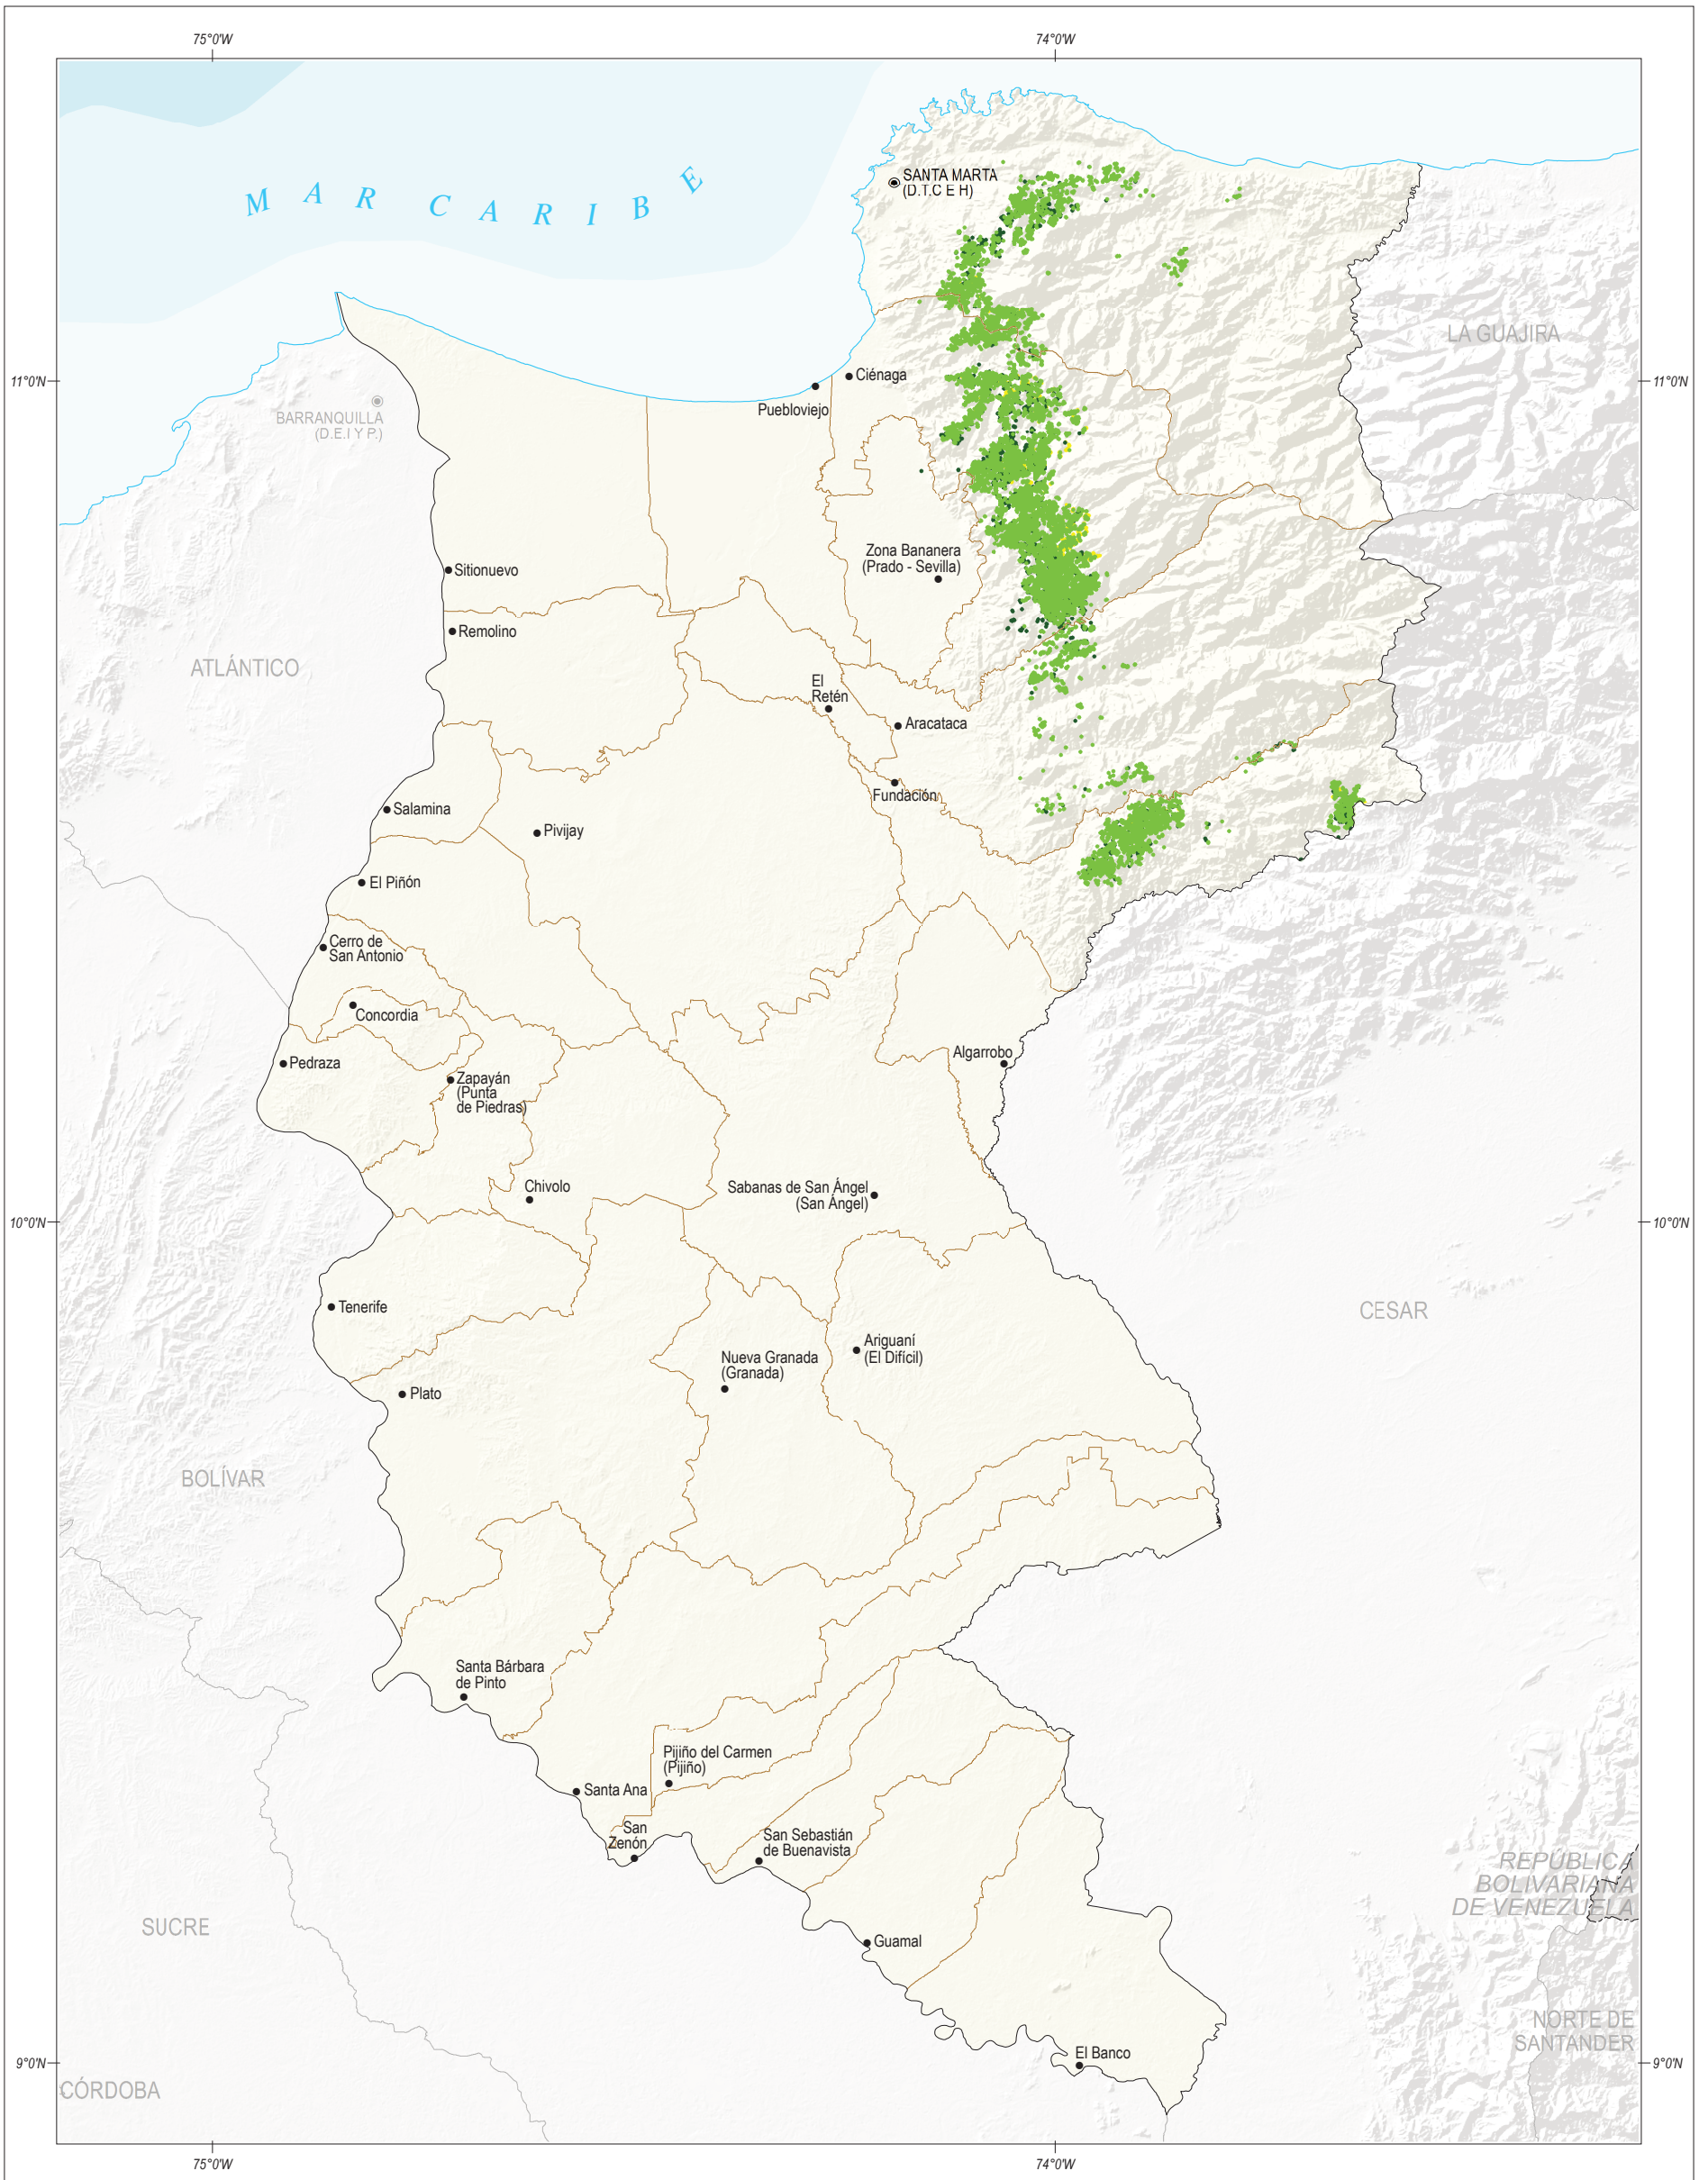 75°0'W
74°0'W
MAR CARIBE
SANTA MARTA
(D.T.C E H)
LA GUAJIRA
11°0'N
11°0'N
Ciénaga
Puebloviejo
BARRANQUILLA
(D.E.I Y P.)
Zona Bananera
(Prado - Sevilla)
Sitionuevo
Remolino
ATLÁNTICO
El
Retén
Aracataca
Fundación
Salamina
Pivijay
El Piñón
Cerro de
San Antonio
Concordia
Pedraza
Algarrobo
Zapayán
(Punta
de Piedras)
Chivolo
Sabanas de San Ángel
(San Ángel)
10°0'N
10°0'N
Tenerife
CESAR
Ariguaní
(El Difícil)
Nueva Granada
(Granada)
Plato
BOLÍVAR
Santa Bárbara
de Pinto
Pijiño del Carmen
(Pijiño)
Santa Ana
San
Zenón
San Sebastián
de Buenavista
REPÚBLICA
BOLIVARIANA
DE VENEZUELA
SUCRE
Guamal
NORTE DE
SANTANDER
El Banco
9°0'N
9°0'N
CÓRDOBA
75°0'W
74°0'W